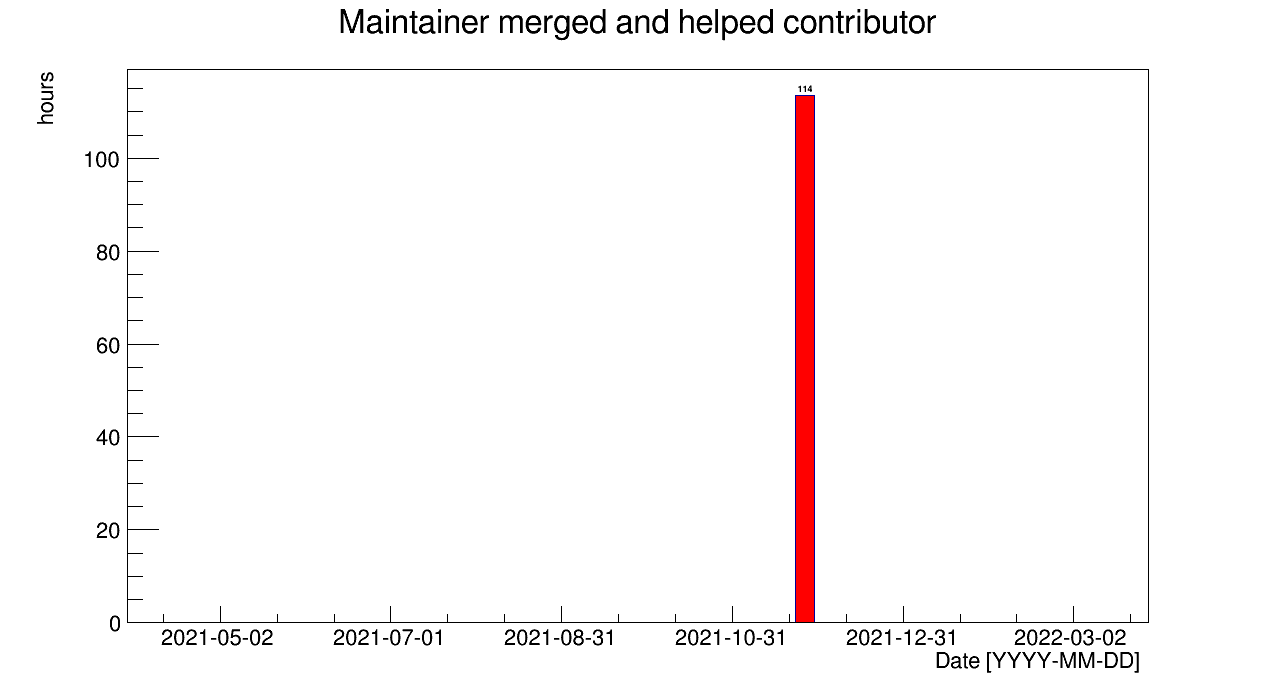 Maintainer merged and helped contributor
hours
114
100
80
60
40
20
0
2021-05-02 2021-07-01 2021-08-31 2021-10-31 2021-12-31 2022-03-02
Date [YYYY-MM-DD]